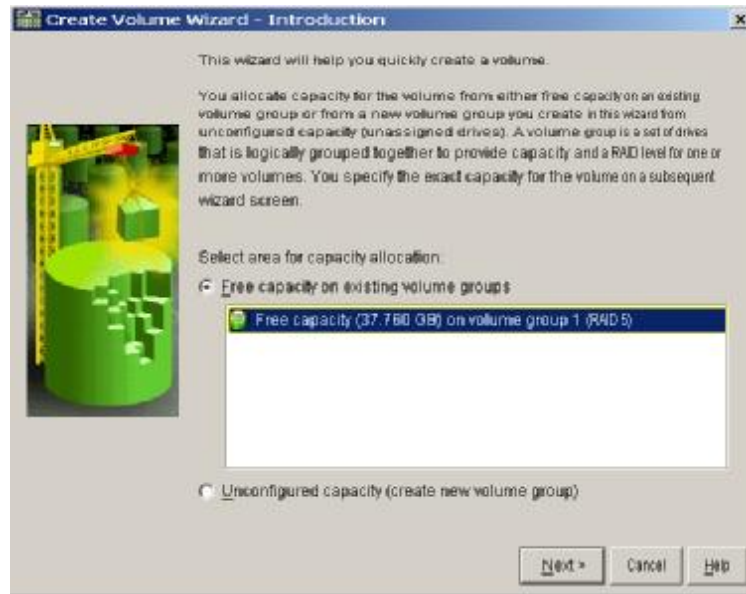 Create Volume Wizard - Introduction
This wizard will help you quickly create a volume.
You allocate capacity for the volume from either free capacity on an existing
volume group or from a new volume group you create in this wizard from
unconfigured capacity (unassigned drives). A volume group is a set of drives
that is logically grouped together to provide capacity and a RAID level for one or
more volumes. You specify the exact capacity for the volume on a subsequent
wizard screen.
Select area for capacity allocation:
Free capacity on existing volume groups
Free capacity (37.760 GB) on volume group 1 (RAID 5)
Unconfigured capacity (create new volume group)
Next > Cancel Help